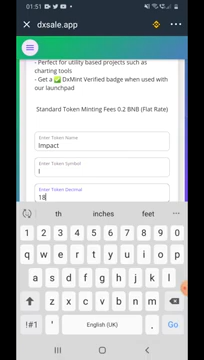 01:51
dxsale.app
- Perfect for utility based projects such as
charting tools
- Get a ✅ DxMint Verified badge when used with
our launchpad
Standard Token Minting Fees 0.2 BNB (Flat Rate)
Enter Token Name
Impact
Enter Token Symbol
I
Enter Token Decimal
18
th inches feet
1 2 3 4 5 6 7 8 9 0
q w e r t y u i o p
a s d f g h j k l
z x c v b n m
!#1 ' English (UK) . Go